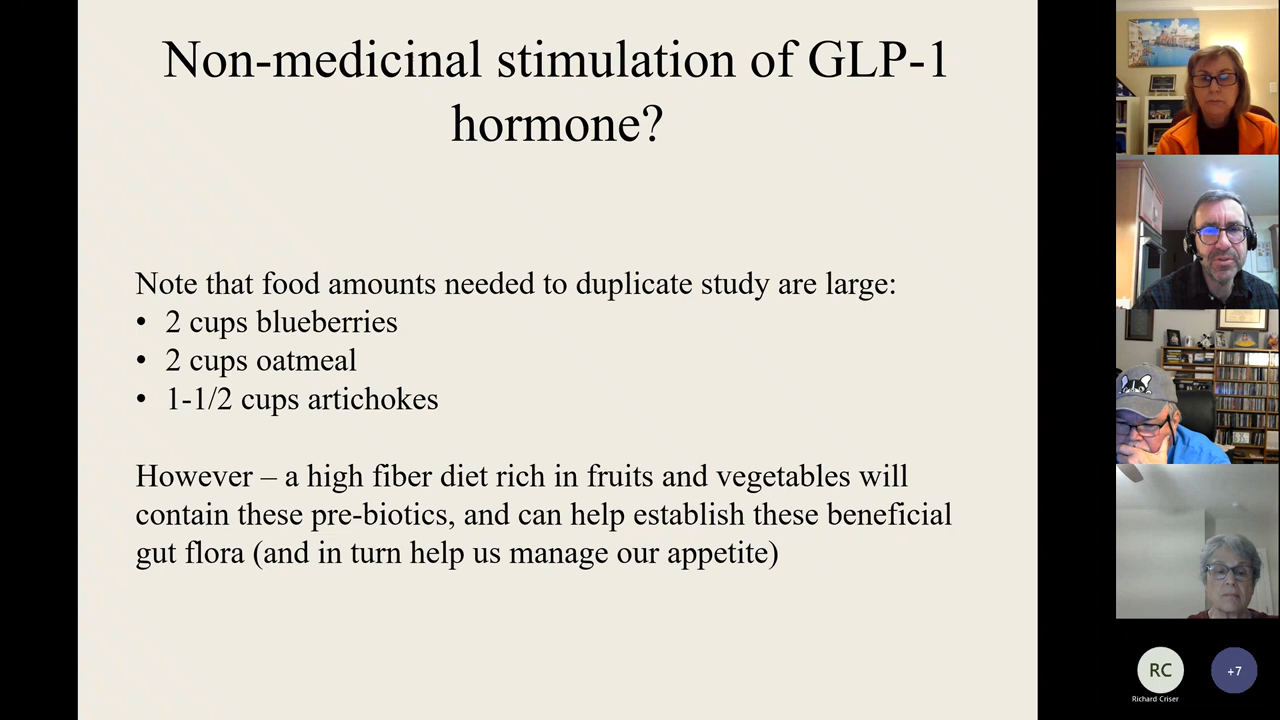 Non-medicinal stimulation of GLP-1
hormone?
Note that food amounts needed to duplicate study are large:
• 2 cups blueberries
• 2 cups oatmeal
• 1-1/2 cups artichokes
However – a high fiber diet rich in fruits and vegetables will
contain these pre-biotics, and can help establish these beneficial
gut flora (and in turn help us manage our appetite)
RC
Richard Criser
+7